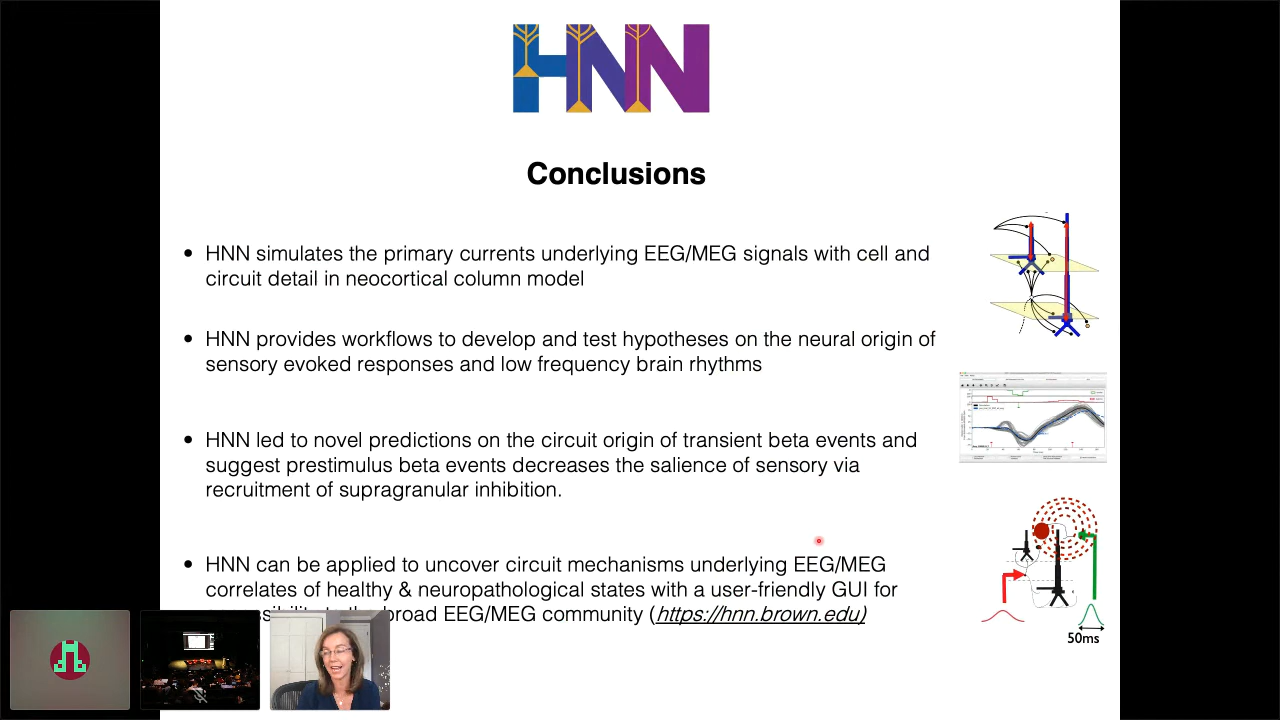 HNN
Conclusions
• HNN simulates the primary currents underlying EEG/MEG signals with cell and
circuit detail in neocortical column model
• HNN provides workflows to develop and test hypotheses on the neural origin of
sensory evoked responses and low frequency brain rhythms
• HNN led to novel predictions on the circuit origin of transient beta events and
suggest prestimulus beta events decreases the salience of sensory via
recruitment of supragranular inhibition.
• HNN can be applied to uncover circuit mechanisms underlying EEG/MEG
correlates of healthy & neuropathological states with a user-friendly GUI for
broad EEG/MEG community (https://hnn.brown.edu)
50ms